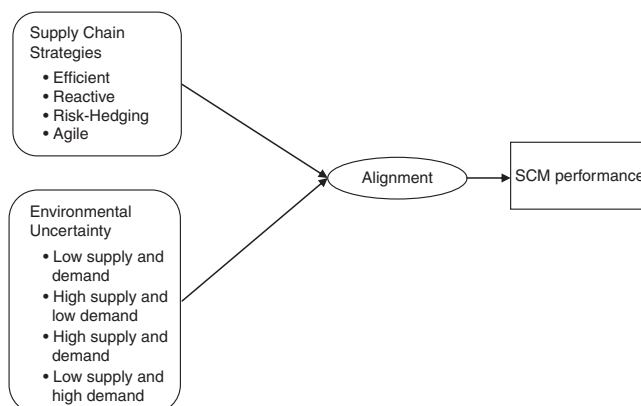 Supply Chain
Strategies
• Efficient
• Reactive
• Risk-Hedging
• Agile
Alignment
SCM performance
Environmental
Uncertainty
• Low supply and
demand
• High supply and
low demand
• High supply and
demand
• Low supply and
high demand